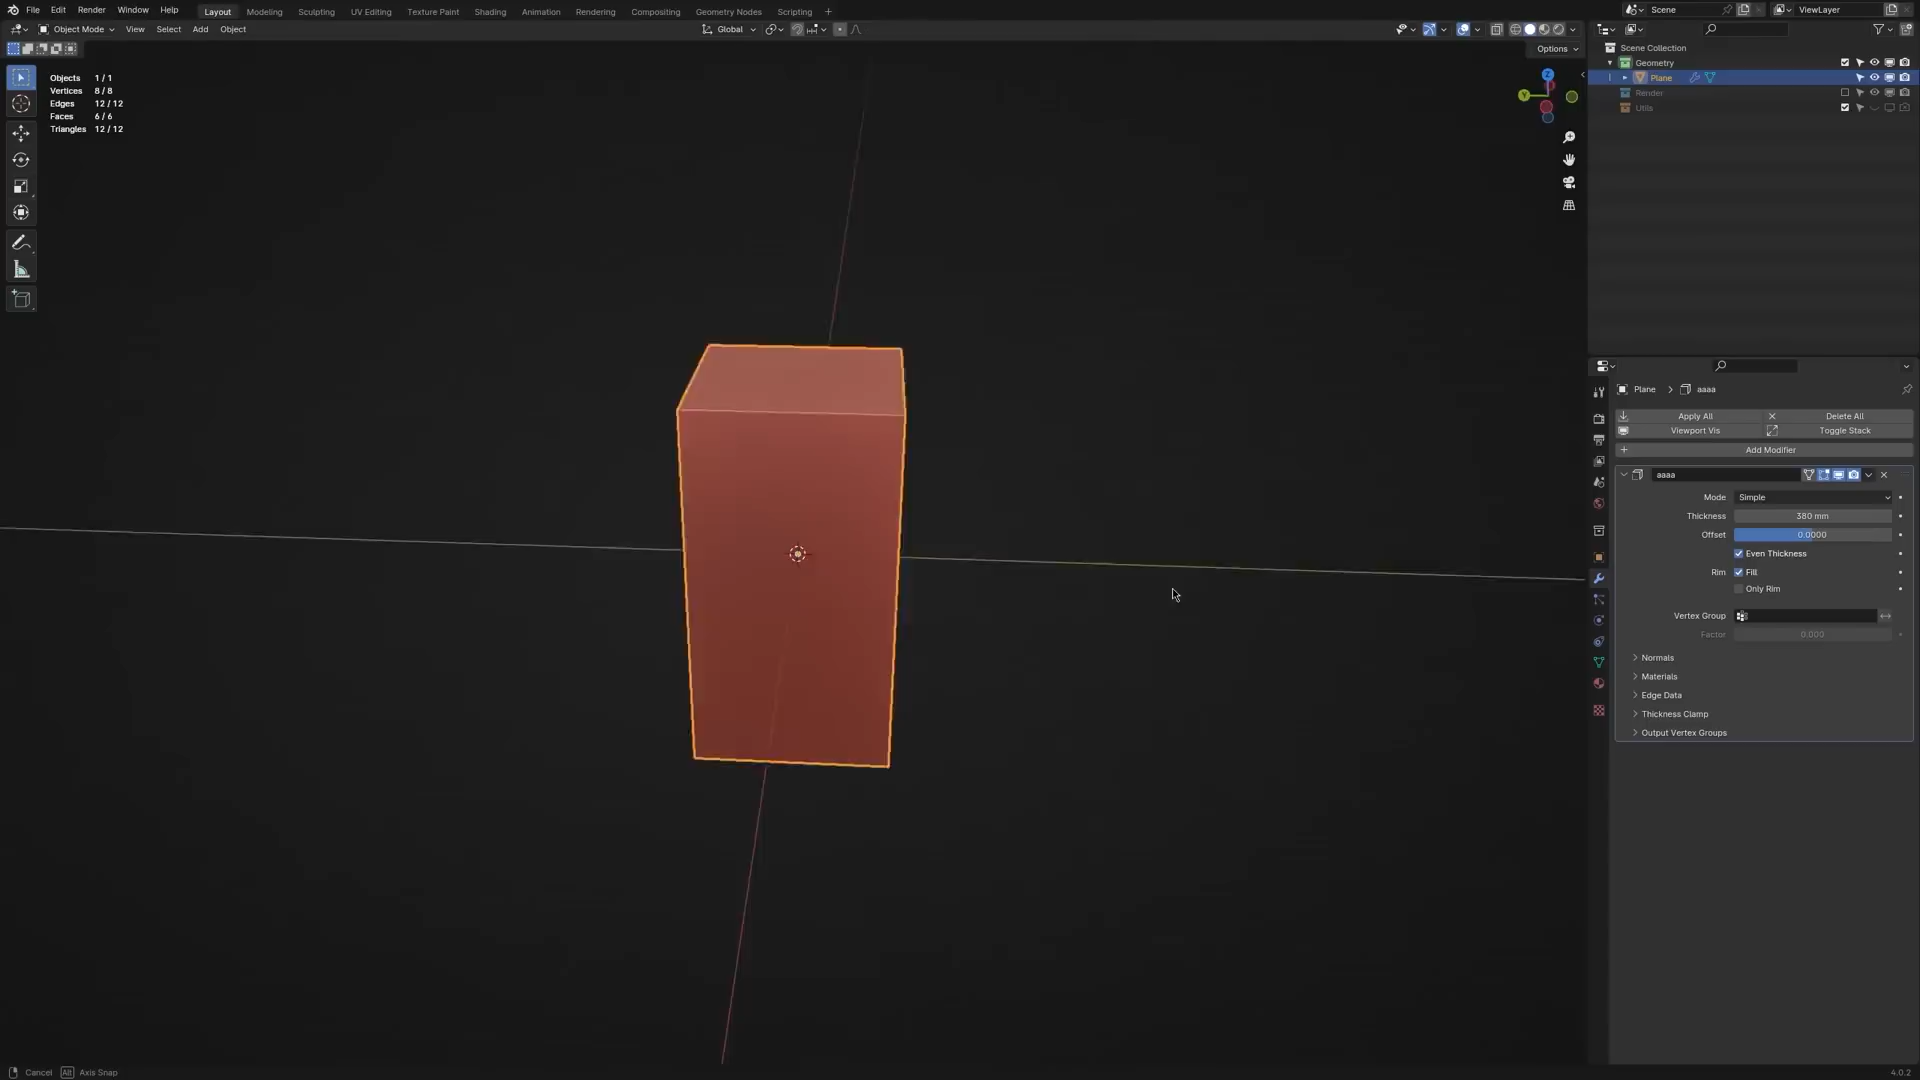 File Edit Render Window Help Layout Modeling Sculpting UV Editing Texture Paint Shading Animation Rendering Compositing Geometry Nodes Scripting + Scene ViewLayer
Object Mode View Select Add Object Global
Options
Scene Collection
Geometry
Plane
Render
Utils
Objects 1 / 1
Vertices 8 / 8
Edges 12 / 12
Faces 6 / 6
Triangles 12 / 12
Z
Y
Plane > aaaa
Apply All Delete All
Viewport Vis Toggle Stack
Add Modifier
aaaa
Mode Simple
Thickness 380 mm
Offset 0.0000
Even Thickness
Rim Fill
Only Rim
Vertex Group
Factor 0.000
Normals
Materials
Edge Data
Thickness Clamp
Output Vertex Groups
Cancel Alt Axis Snap 4.0.2